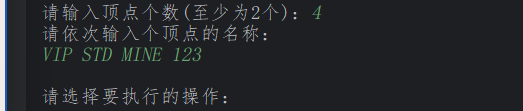 请输入顶点个数(至少为2个): 4
请依次输入个顶点的名称:
VIP STD MINE 123
请选择要执行的操作: